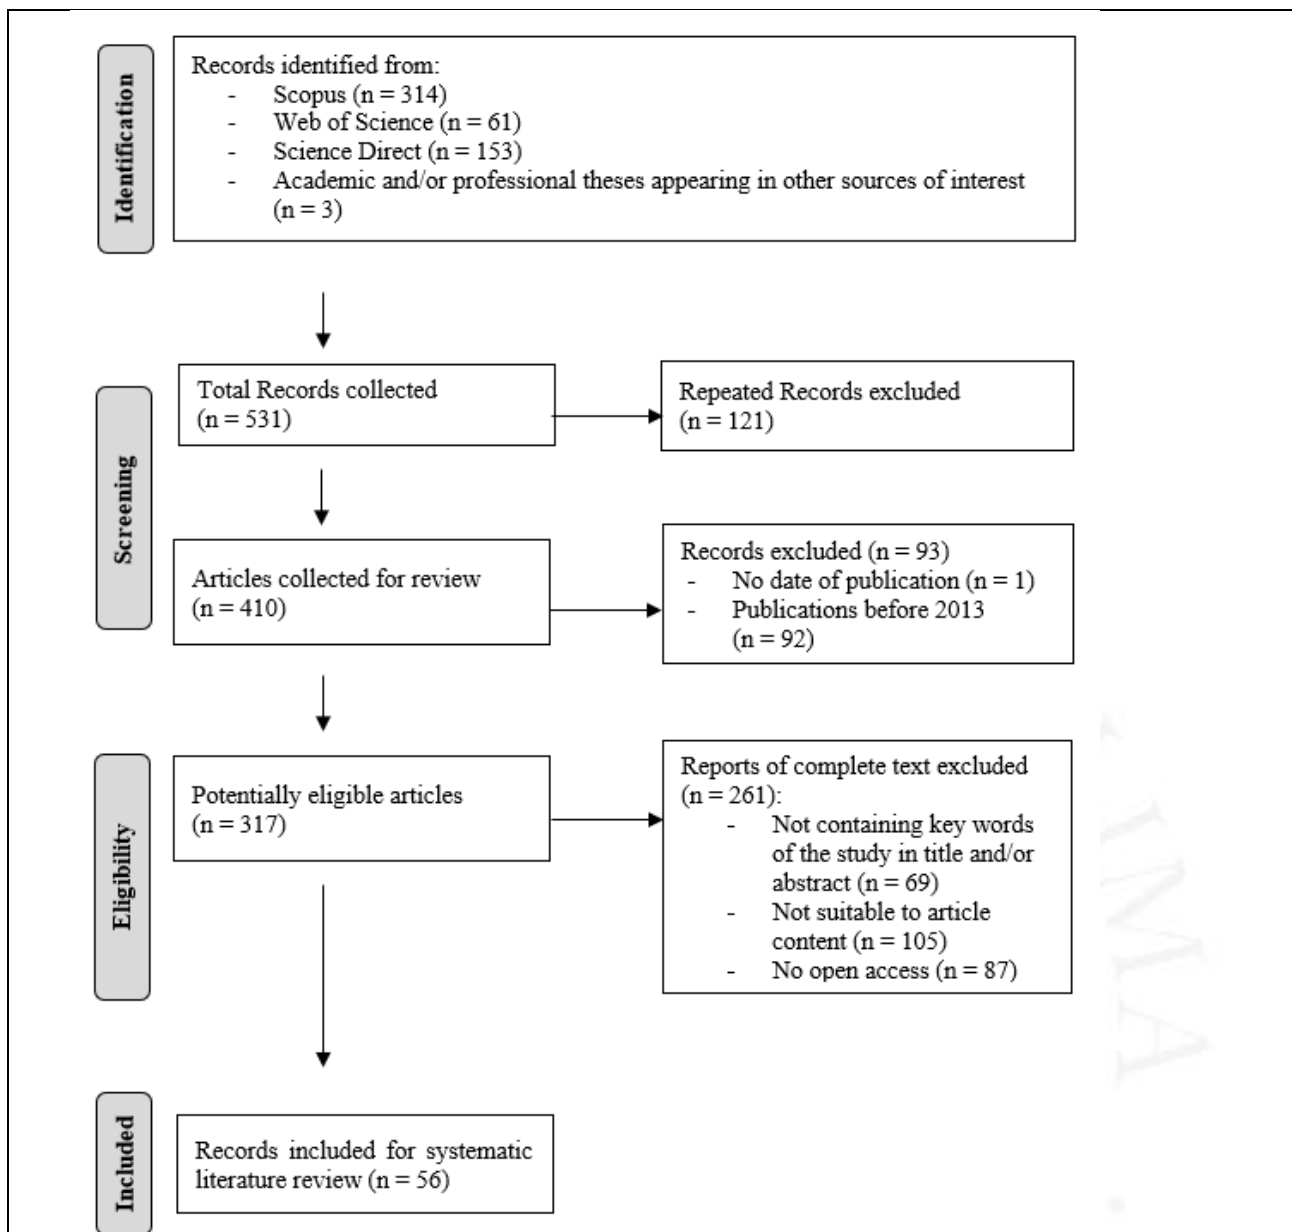 Identification
Records identified from:
- Scopus (n = 314)
- Web of Science (n = 61)
- Science Direct (n = 153)
- Academic and/or professional theses appearing in other sources of interest
(n = 3)
Screening
Total Records collected
(n = 531)
Repeated Records excluded
(n = 121)
Articles collected for review
(n = 410)
Records excluded (n = 93)
- No date of publication (n = 1)
- Publications before 2013
(n = 92)
Eligibility
Potentially eligible articles
(n = 317)
Reports of complete text excluded
(n = 261):
- Not containing key words
of the study in title and/or
abstract (n = 69)
- Not suitable to article
content (n = 105)
- No open access (n = 87)
Included
Records included for systematic
literature review (n = 56)